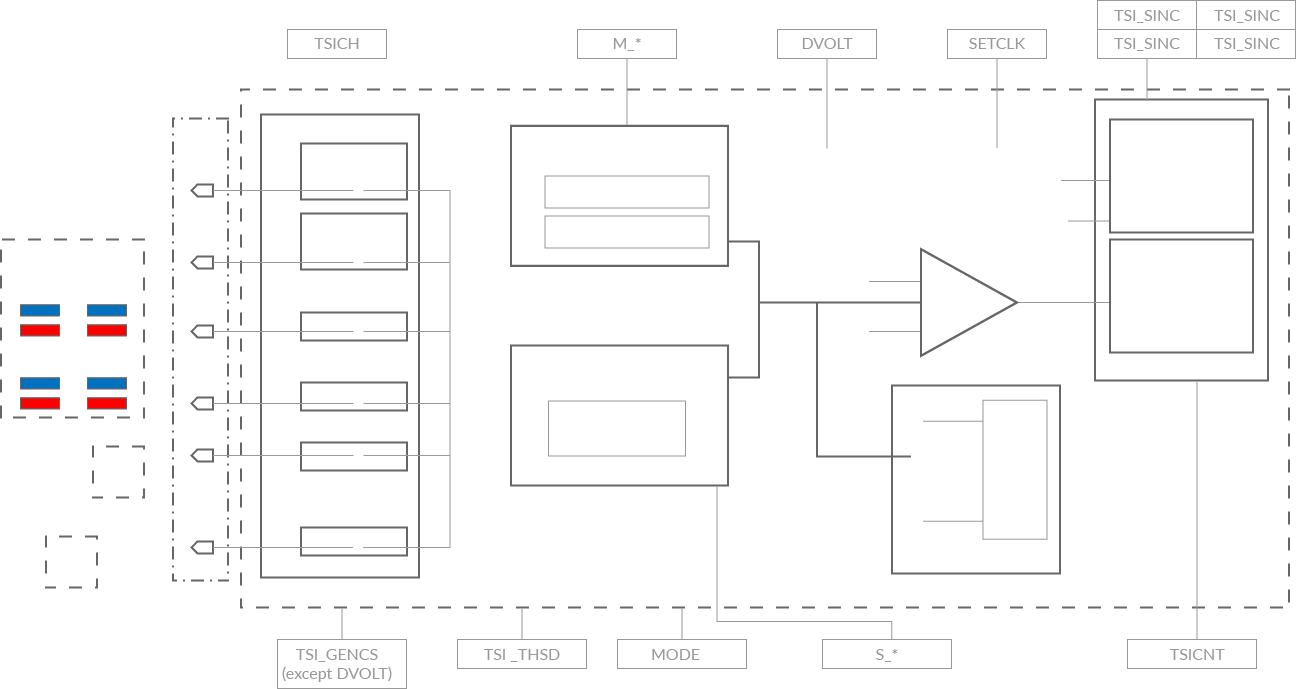 TSI_SINC TSI_SINC
TSICH M_* DVOLT SETCLK TSI_SINC TSI_SINC
TSI_GENCS
(except DVOLT)
TSI _THSD
MODE
S_*
TSICNT